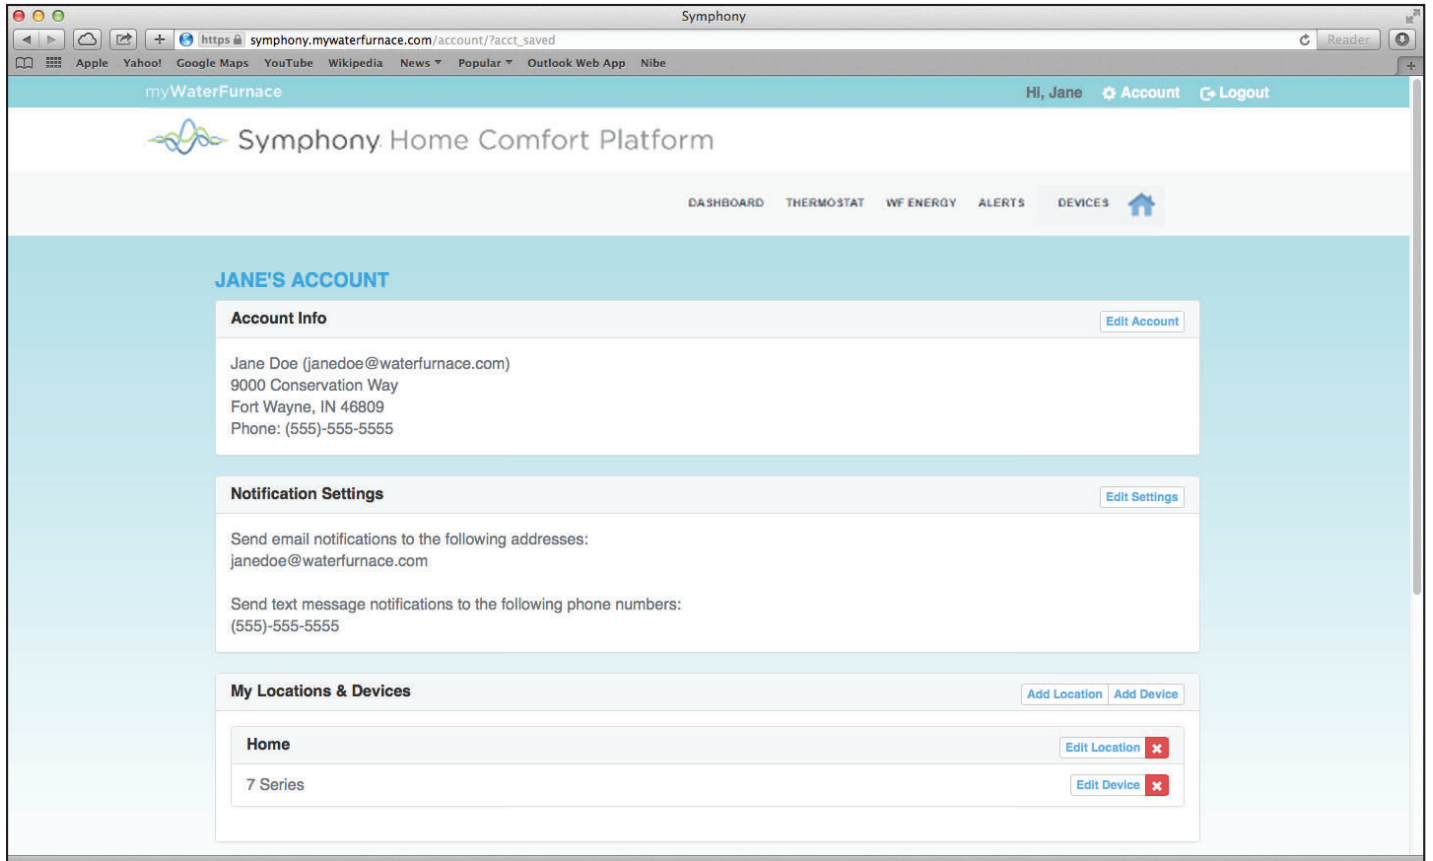 Symphony
https symphony.mywaterfurnace.com/account/?acct_saved
Reader
Apple Yahoo! Google Maps YouTube Wikipedia News Popular Outlook Web App Nibe
myWaterFurnace
Hi, Jane Account Logout
Symphony Home Comfort Platform
DASHBOARD THERMOSTAT WF ENERGY ALERTS DEVICES
JANE'S ACCOUNT
Account Info
Edit Account
Jane Doe (janedoe@waterfurnace.com)
9000 Conservation Way
Fort Wayne, IN 46809
Phone: (555)-555-5555
Notification Settings
Edit Settings
Send email notifications to the following addresses:
janedoe@waterfurnace.com
Send text message notifications to the following phone numbers:
(555)-555-5555
My Locations & Devices
Add Location Add Device
Home
Edit Location
7 Series
Edit Device